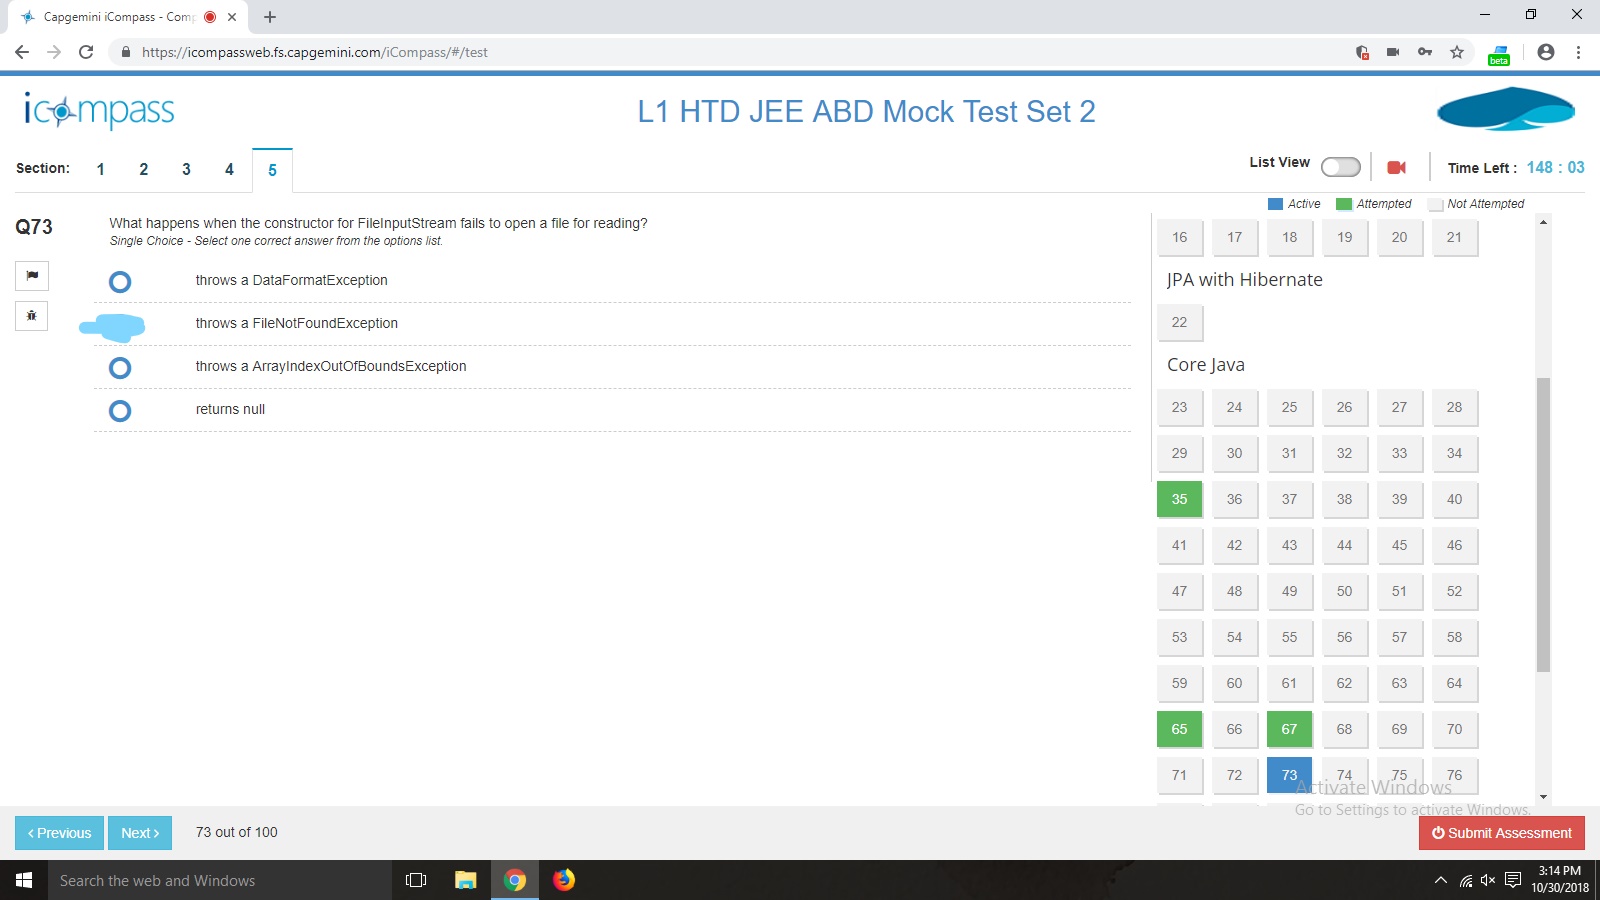 Capgemini iCompass - Comp
https://icompassweb.fs.capgemini.com/iCompass/#/test
beta
icompass
L1 HTD JEE ABD Mock Test Set 2
Section: 1 2 3 4 5
List View
Time Left : 148 : 03
Active Attempted Not Attempted
Q73
What happens when the constructor for FileInputStream fails to open a file for reading?
Single Choice - Select one correct answer from the options list.
throws a DataFormatException
throws a FileNotFoundException
throws a ArrayIndexOutOfBoundsException
returns null
16 17 18 19 20 21
JPA with Hibernate
22
Core Java
23 24 25 26 27 28
29 30 31 32 33 34
35 36 37 38 39 40
41 42 43 44 45 46
47 48 49 50 51 52
53 54 55 56 57 58
59 60 61 62 63 64
65 66 67 68 69 70
71 72 73 74 75 76
Activate Windows
Go to Settings to activate Windows.
Previous Next 73 out of 100
Submit Assessment
Search the web and Windows
3:14 PM
10/30/2018